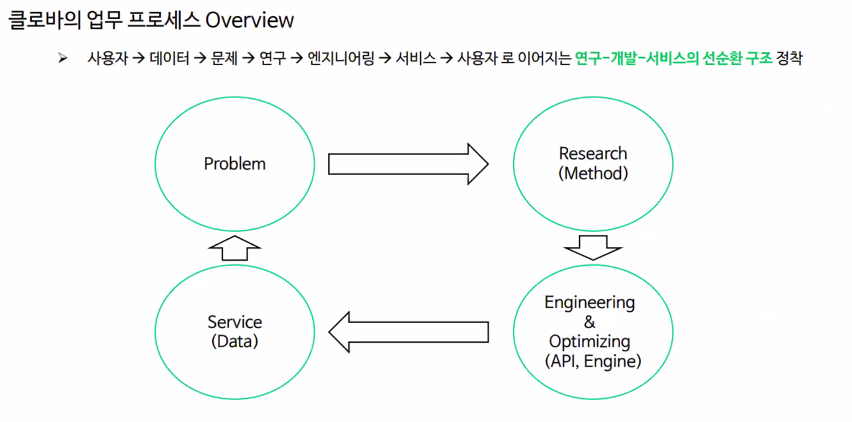 클로바의 업무 프로세스 Overview
➢ 사용자 → 데이터 → 문제 → 연구 → 엔지니어링 → 서비스 → 사용자 로 이어지는 연구-개발-서비스의 선순환 구조 정착
Problem
Research
(Method)
Service
(Data)
Engineering
&
Optimizing
(API, Engine)